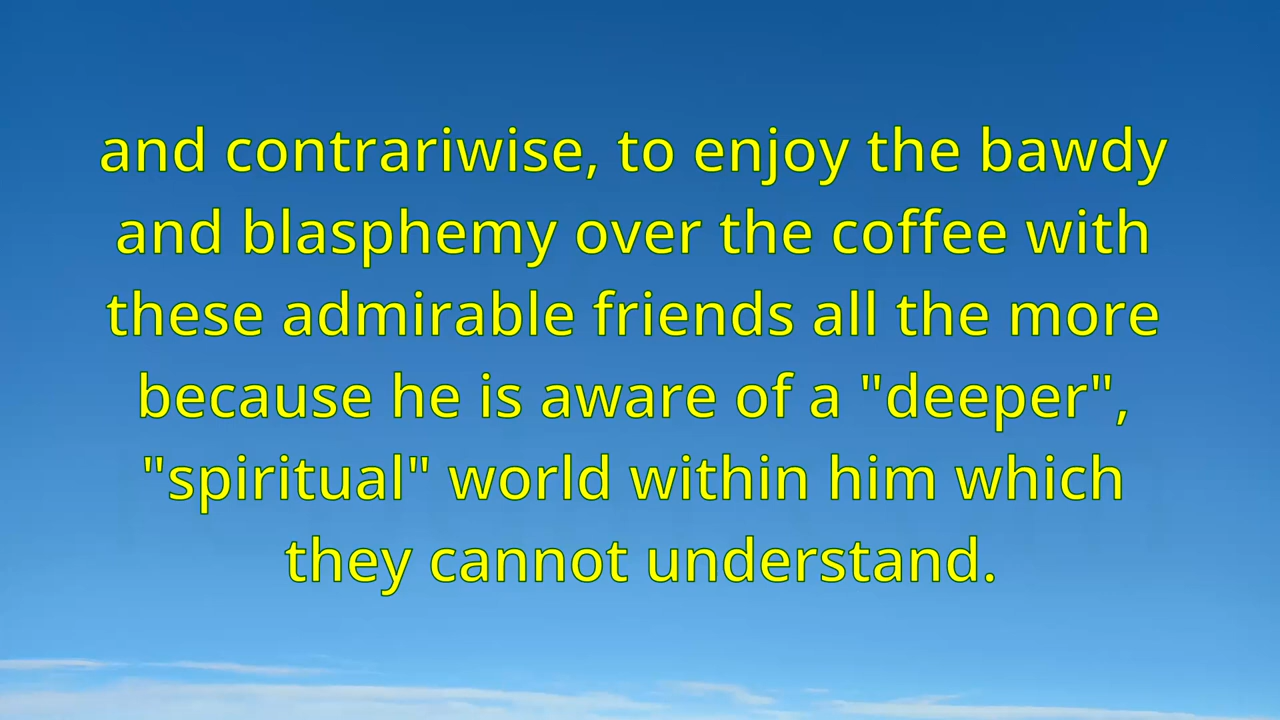 and contrariwise, to enjoy the bawdy
and blasphemy over the coffee with
these admirable friends all the more
because he is aware of a "deeper",
"spiritual" world within him which
they cannot understand.